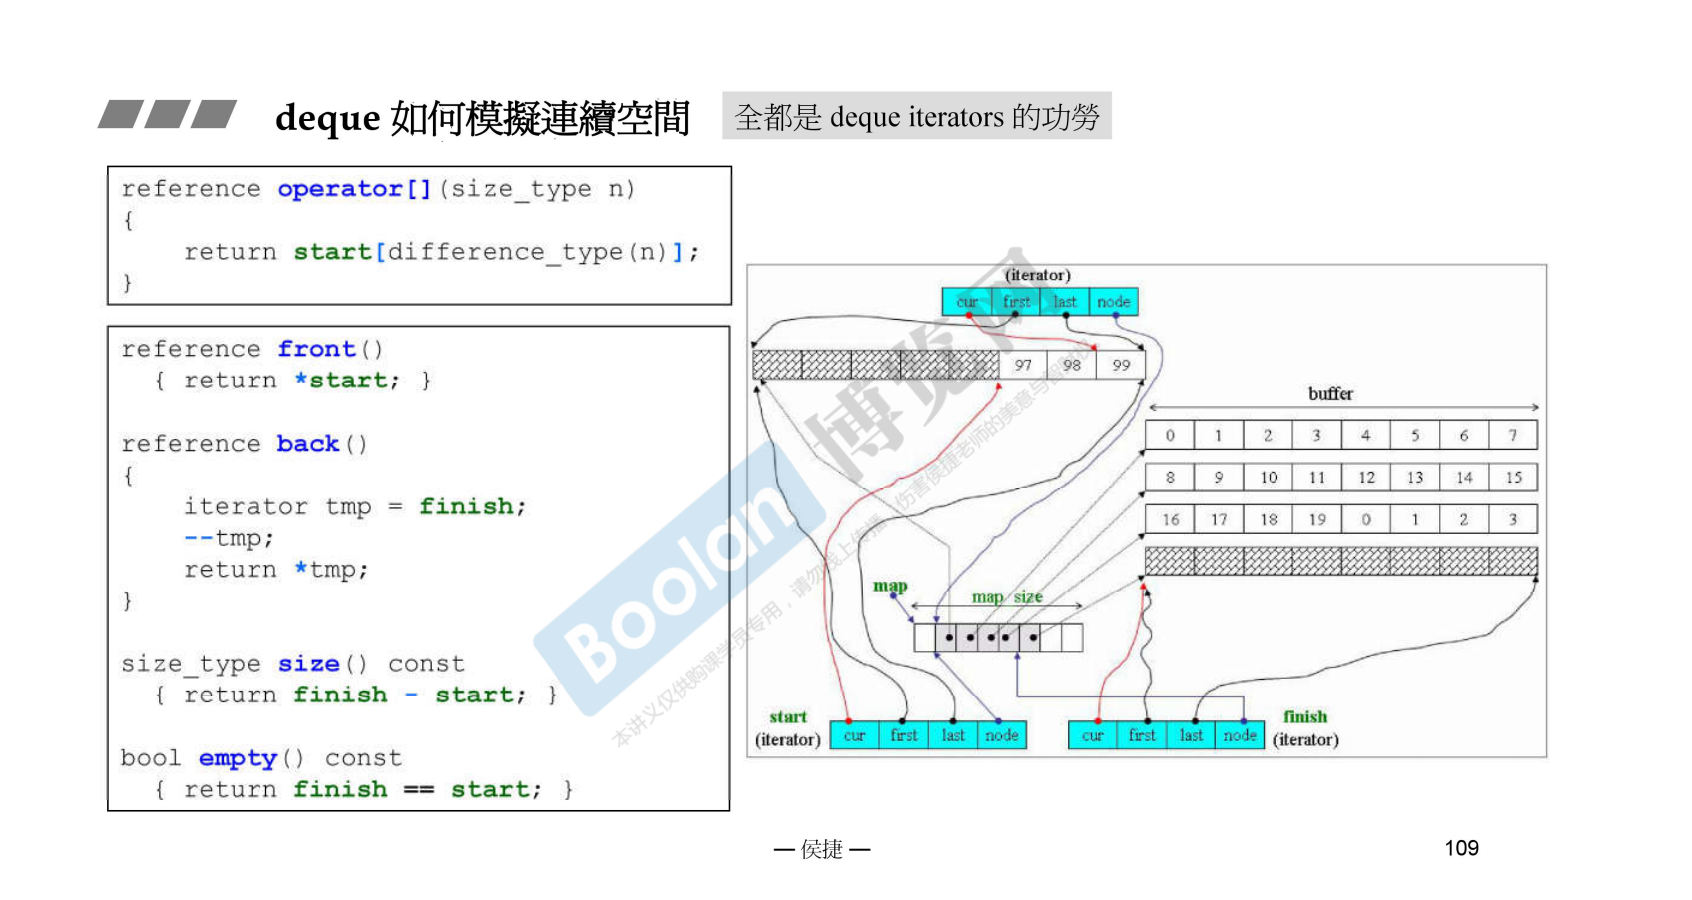 deque 如何模擬連續空間
全都是 deque iterators 的功勞
reference operator[](size_type n)
{
    return start[difference_type(n)];
}
reference front()
  { return *start; }
reference back()
{
    iterator tmp = finish;
    --tmp;
    return *tmp;
}
size_type size() const
  { return finish - start; }
bool empty() const
  { return finish == start; }
(iterator)
cur first last node
97 98 99
buffer
0 1 2 3 4 5 6 7
8 9 10 11 12 13 14 15
16 17 18 19 0 1 2 3
map
map size
start
(iterator)
cur first last node
cur first last node
finish
(iterator)
Boolan 博览网
本讲义仅供购课学员专用，请勿线上传播，伤害侯捷老师的美意与智财权
— 侯捷 —
109